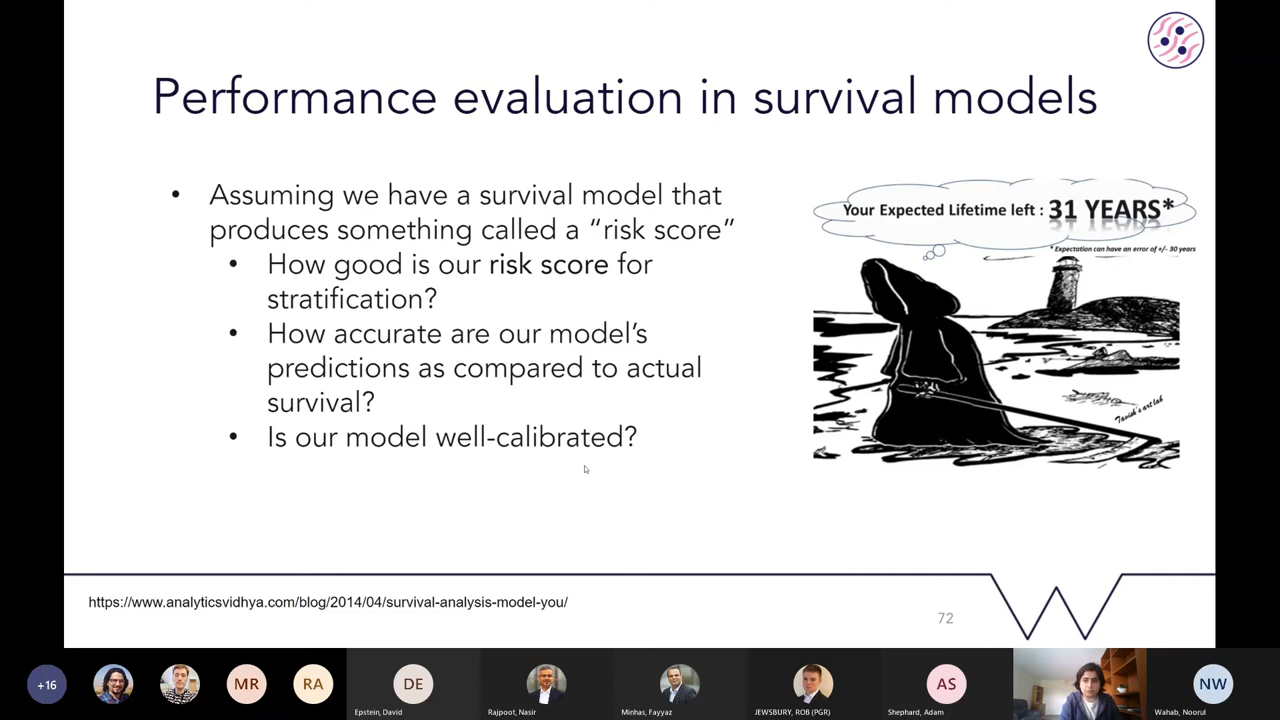 Performance evaluation in survival models
• Assuming we have a survival model that
produces something called a “risk score”
• How good is our risk score for
stratification?
• How accurate are our model’s
predictions as compared to actual
survival?
• Is our model well-calibrated?
Your Expected Lifetime left : 31 YEARS*
* Expectation can have an error of +/- 30 years
Tavish's art lab
https://www.analyticsvidhya.com/blog/2014/04/survival-analysis-model-you/
72
+16
MR
RA
DE
Epstein, David
Rajpoot, Nasir
Minhas, Fayyaz
JEWSBURY, ROB (PGR)
AS
Shephard, Adam
NW
Wahab, Noorul